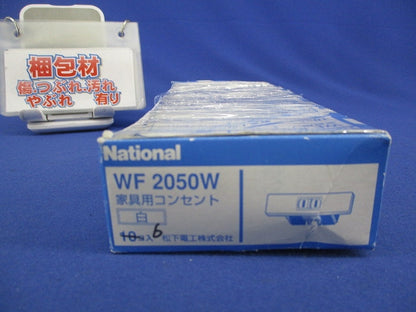 梱包材
傷、つぶれ、汚れ
やぶれ 有り
National
WF 2050W
家具用コンセント
白
10個入 6 松下電工株式会社